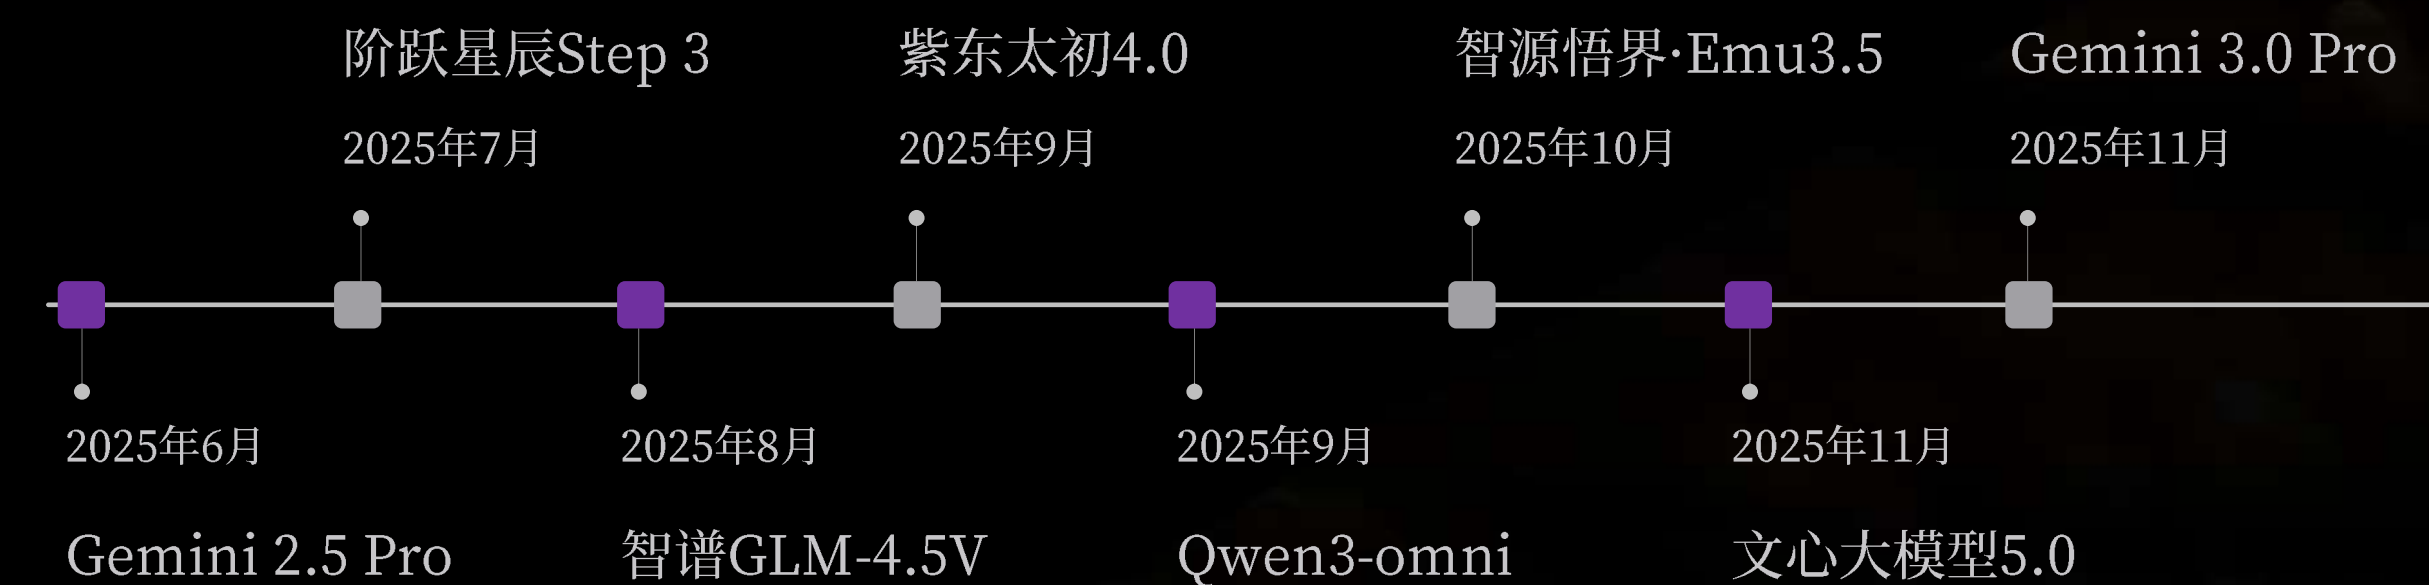 阶跃星辰Step 3
紫东太初4.0
智源悟界·Emu3.5
Gemini 3.0 Pro
2025年7月
2025年9月
2025年10月
2025年11月
2025年6月
2025年8月
2025年9月
2025年11月
Gemini 2.5 Pro
智谱GLM-4.5V
Qwen3-omni
文心大模型5.0